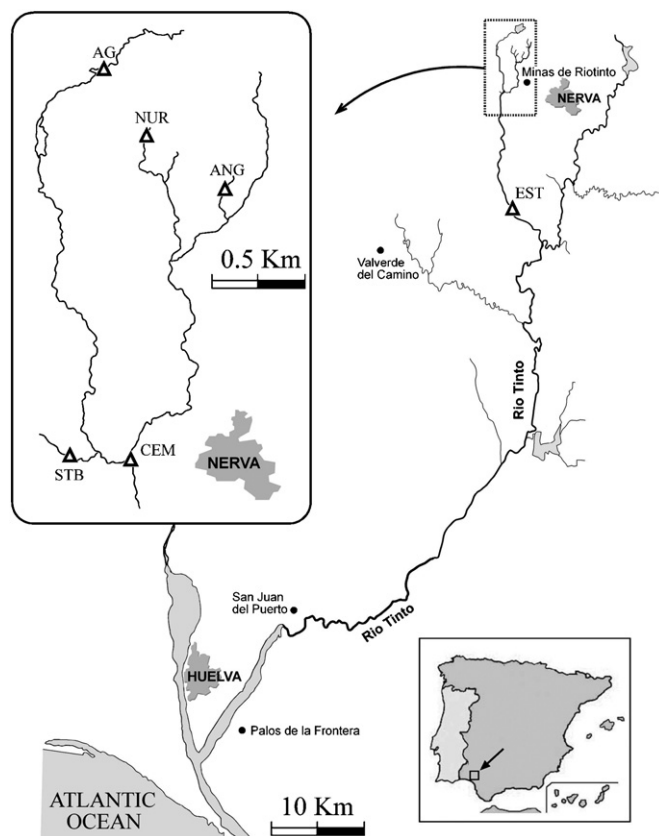 AG
NUR
ANG
0.5 Km
CEM
STB
NERVA
Minas de Riotinto
NERVA
EST
Valverde
del Camino
Rio Tinto
San Juan
del Puerto
Rio Tinto
HUELVA
Palos de la Frontera
ATLANTIC
OCEAN
10 Km